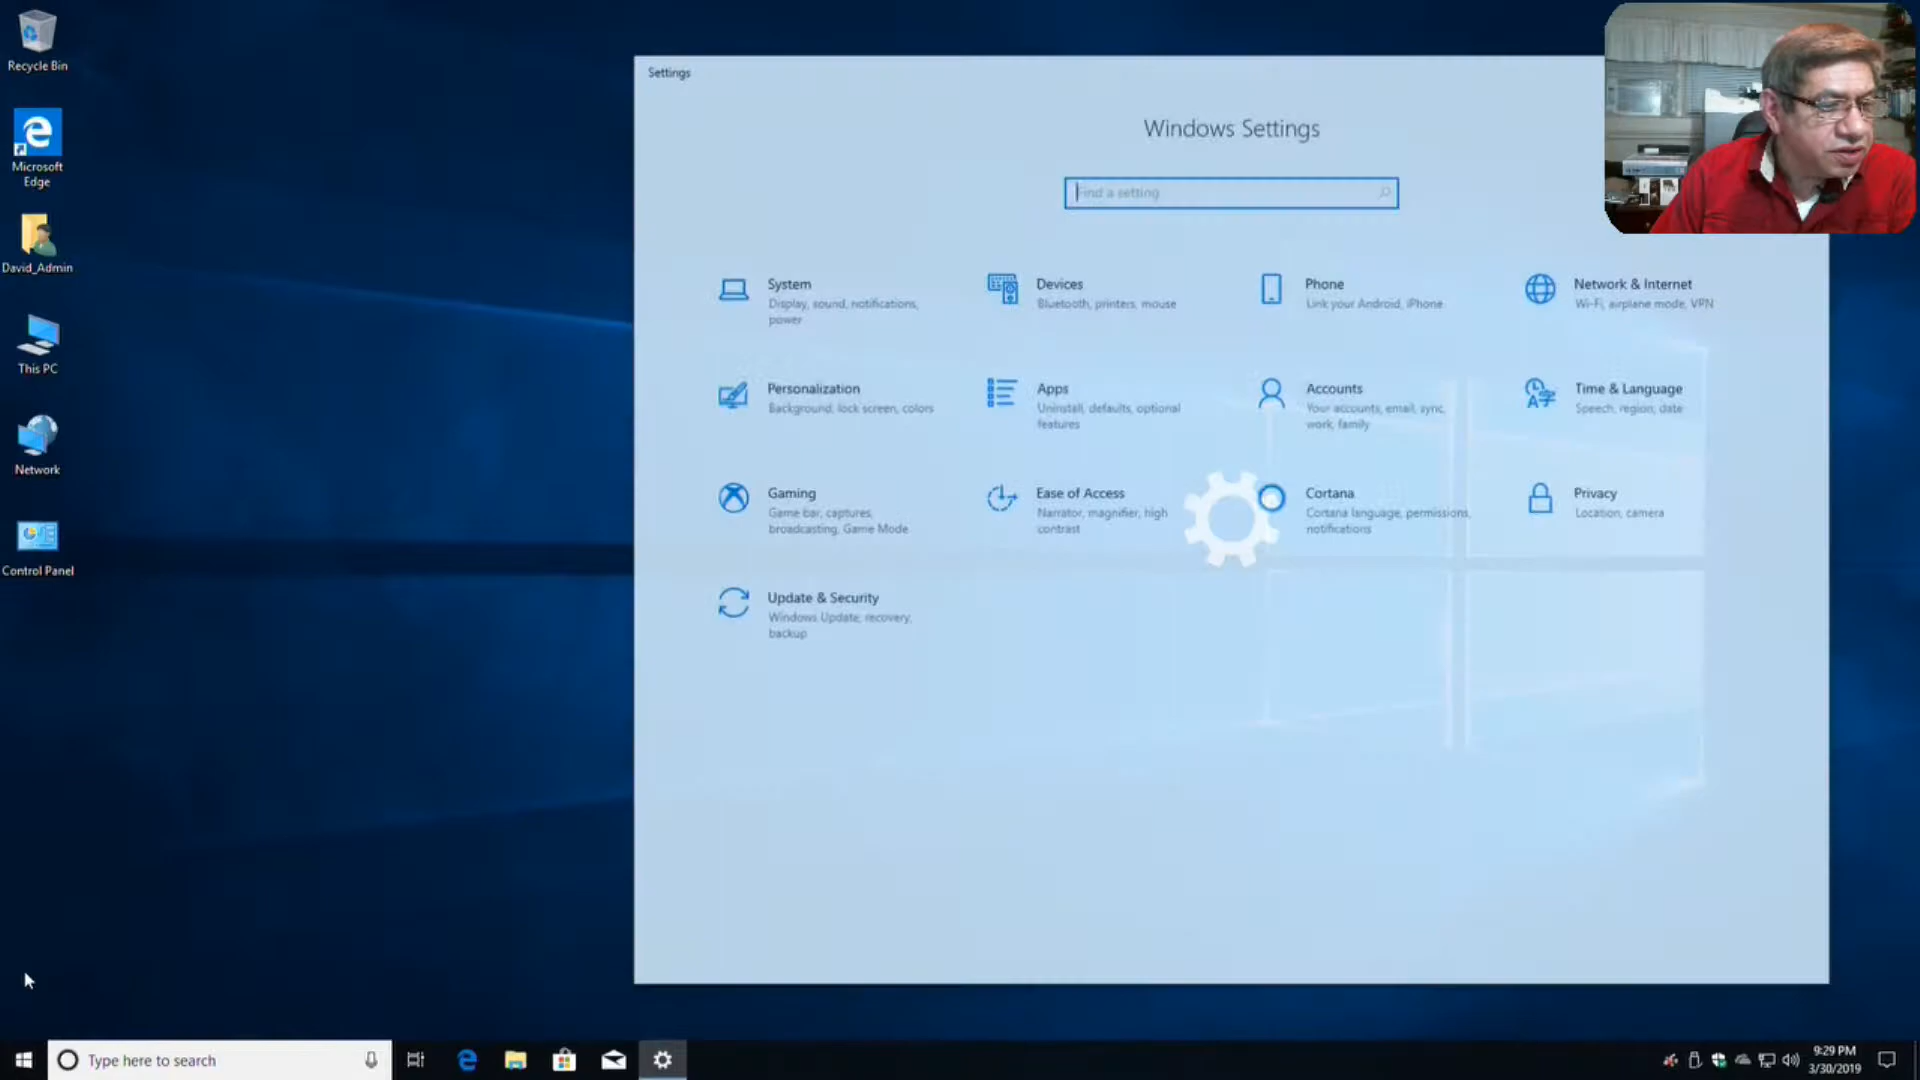 Recycle Bin
Microsoft
Edge
David_Admin
This PC
Network
Control Panel
Settings
Windows Settings
Find a setting
System
Display, sound, notifications,
power
Devices
Bluetooth, printers, mouse
Phone
Link your Android, iPhone
Network & Internet
Wi-Fi, airplane mode, VPN
Personalization
Background, lock screen, colors
Apps
Uninstall, defaults, optional
features
Accounts
Your accounts, email, sync,
work, family
Time & Language
Speech, region, date
Gaming
Game bar, captures,
broadcasting, Game Mode
Ease of Access
Narrator, magnifier, high
contrast
Cortana
Cortana language, permissions,
notifications
Privacy
Location, camera
Update & Security
Windows Update, recovery,
backup
Type here to search
9:29 PM
3/30/2019